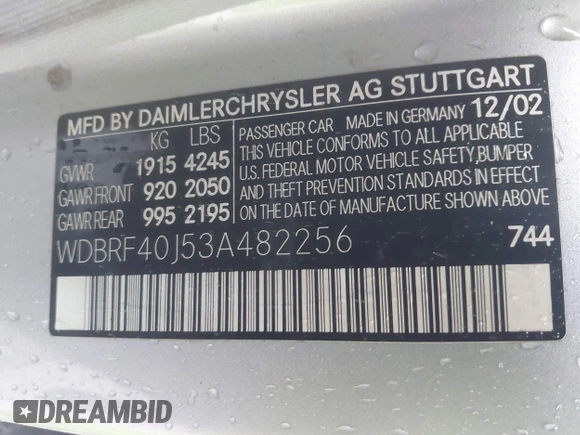 MFD BY DAIMLERCHRYSLER AG STUTTGART
KG LBS
GVWR 1915 4245
GAWR FRONT 920 2050
GAWR REAR 995 2195
PASSENGER CAR MADE IN GERMANY 12/02
THIS VEHICLE CONFORMS TO ALL APPLICABLE
U.S. FEDERAL MOTOR VEHICLE SAFETY,BUMPER
AND THEFT PREVENTION STANDARDS IN EFFECT
ON THE DATE OF MANUFACTURE SHOWN ABOVE
WDBRF40J53A482256 744
DREAMBID